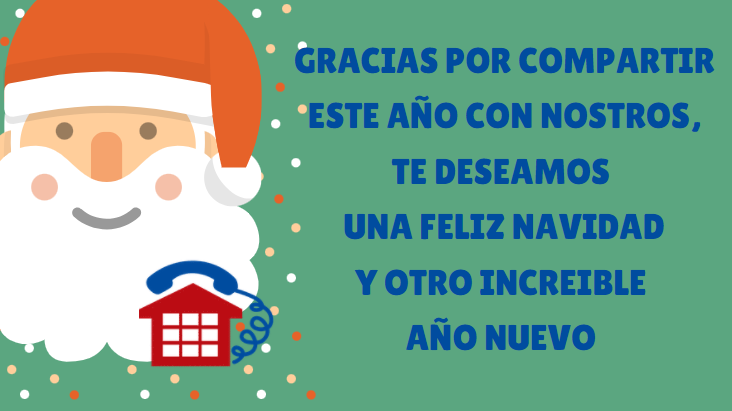 GRACIAS POR COMPARTIR
ESTE AÑO CON NOSTROS,
TE DESEAMOS
UNA FELIZ NAVIDAD
Y OTRO INCREIBLE
AÑO NUEVO